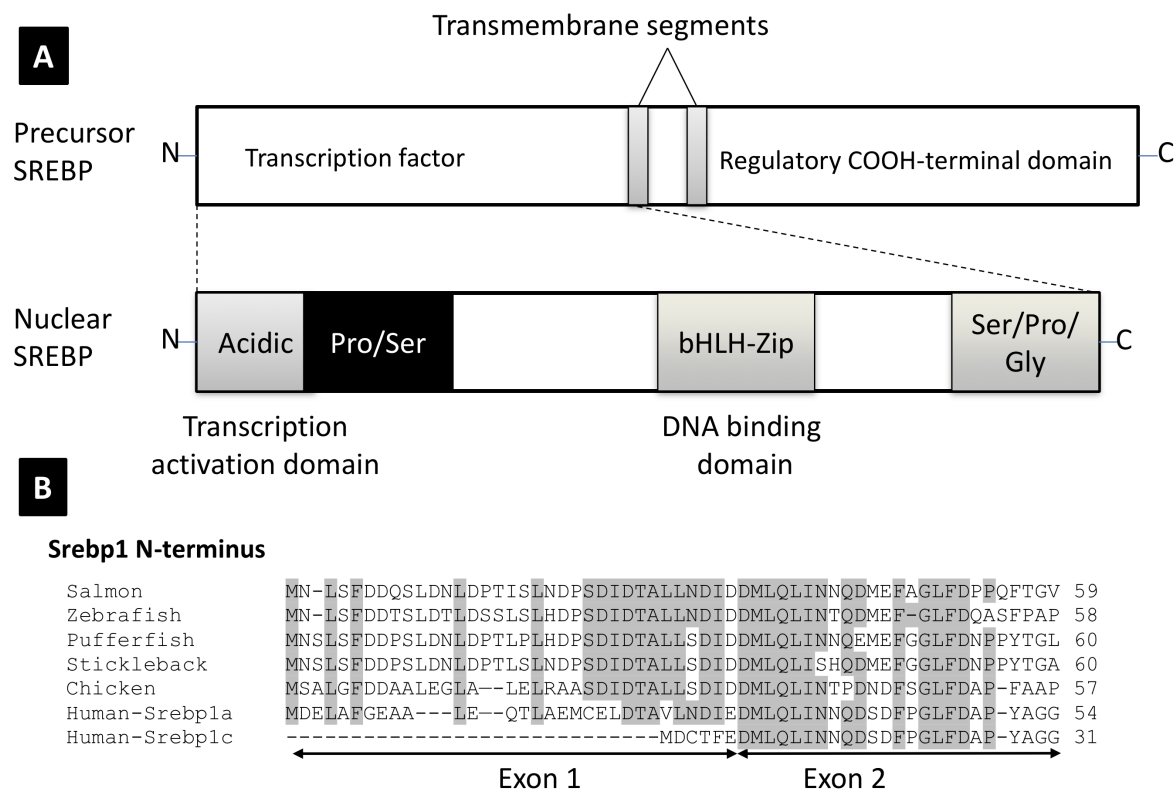 Transmembrane segments
A
Precursor
SREBP
N
Transcription factor
Regulatory COOH-terminal domain
C
Nuclear
SREBP
N
Acidic
Pro/Ser
bHLH-Zip
Ser/Pro/
Gly
C
Transcription
activation domain
DNA binding
domain
B
Srebp1 N-terminus
Salmon MN-LSFDDQSLDNLDPTISLNDPSDIDTALLNDIDDMLQLINNQDMEFAGLFDPPQFTGV 59
Zebrafish MN-LSFDDTSLDTLDSSLSLHDPSDIDTALLNDIDDMLQLINTQDMEF-GLFDQASFPAP 58
Pufferfish MNSLSFDDPSLDNLDPTLPLHDPSDIDTALLSDIDDMLQLINNQEMEFGGLFDNPPYTGL 60
Stickleback MNSLSFDDPSLDNLDPTLSLNDPSDIDTALLSDIDDMLQLISHQDMEFGGLFDNPPYTGA 60
Chicken MSALGFDDAALEGLA--LELRAASDIDTALLSDIDDMLQLINTPDNDFSGLFDAP-FAAP 57
Human-Srebp1a MDELAFGEAA---LE--QTLAEMCELDTAVLNDIEDMLQLINNQDSDFPGLFDAP-YAGG 54
Human-Srebp1c -----------------------------MDCTFEDMLQLINNQDSDFPGLFDAP-YAGG 31
Exon 1
Exon 2